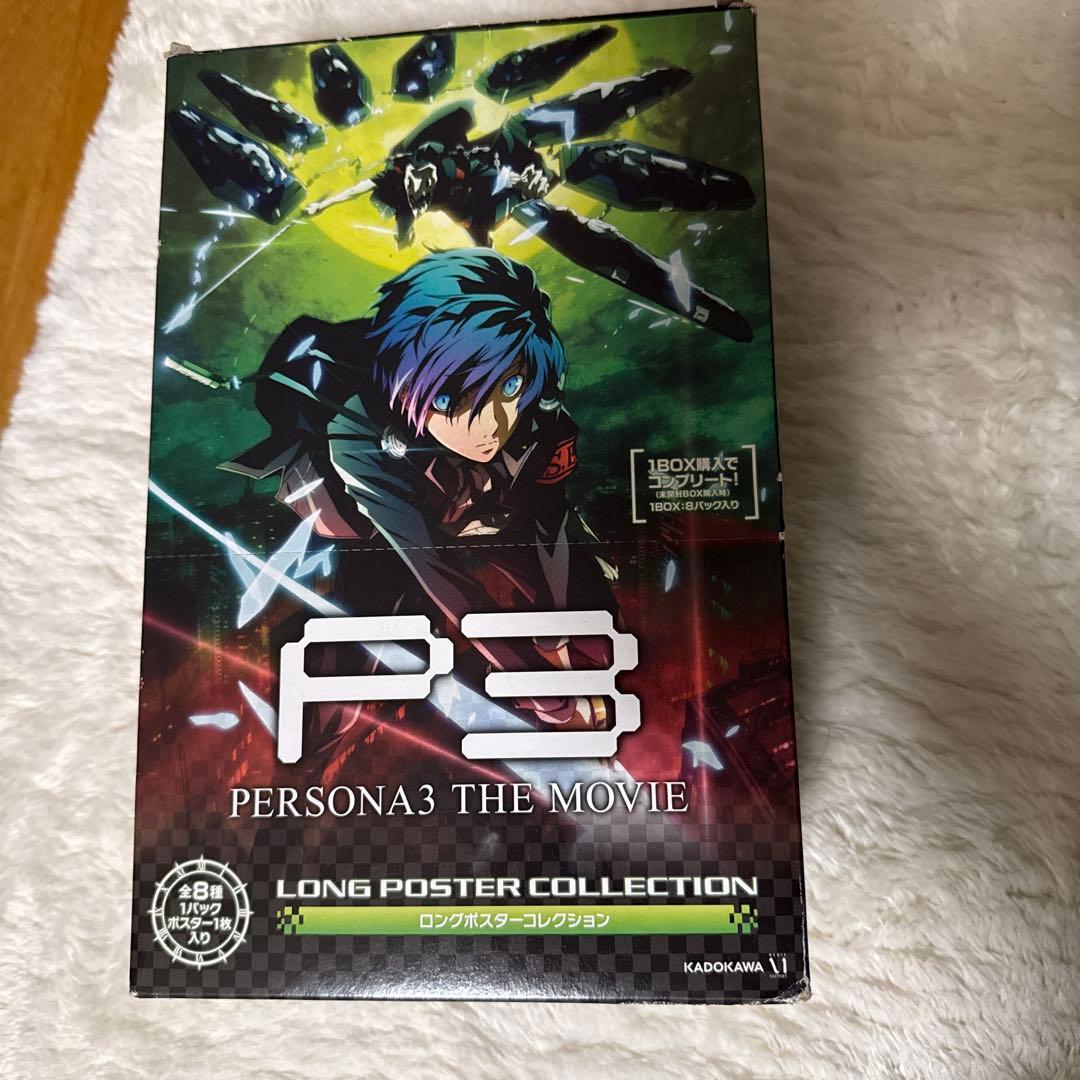 S.E
1BOX購入で
コンプリート!
(未開封BOX購入時)
1BOX:8パック入り
P3
PERSONA3 THE MOVIE
全8種
1パック
ポスター1枚
入り
LONG POSTER COLLECTION
ロングポスターコレクション
KADOKAWA